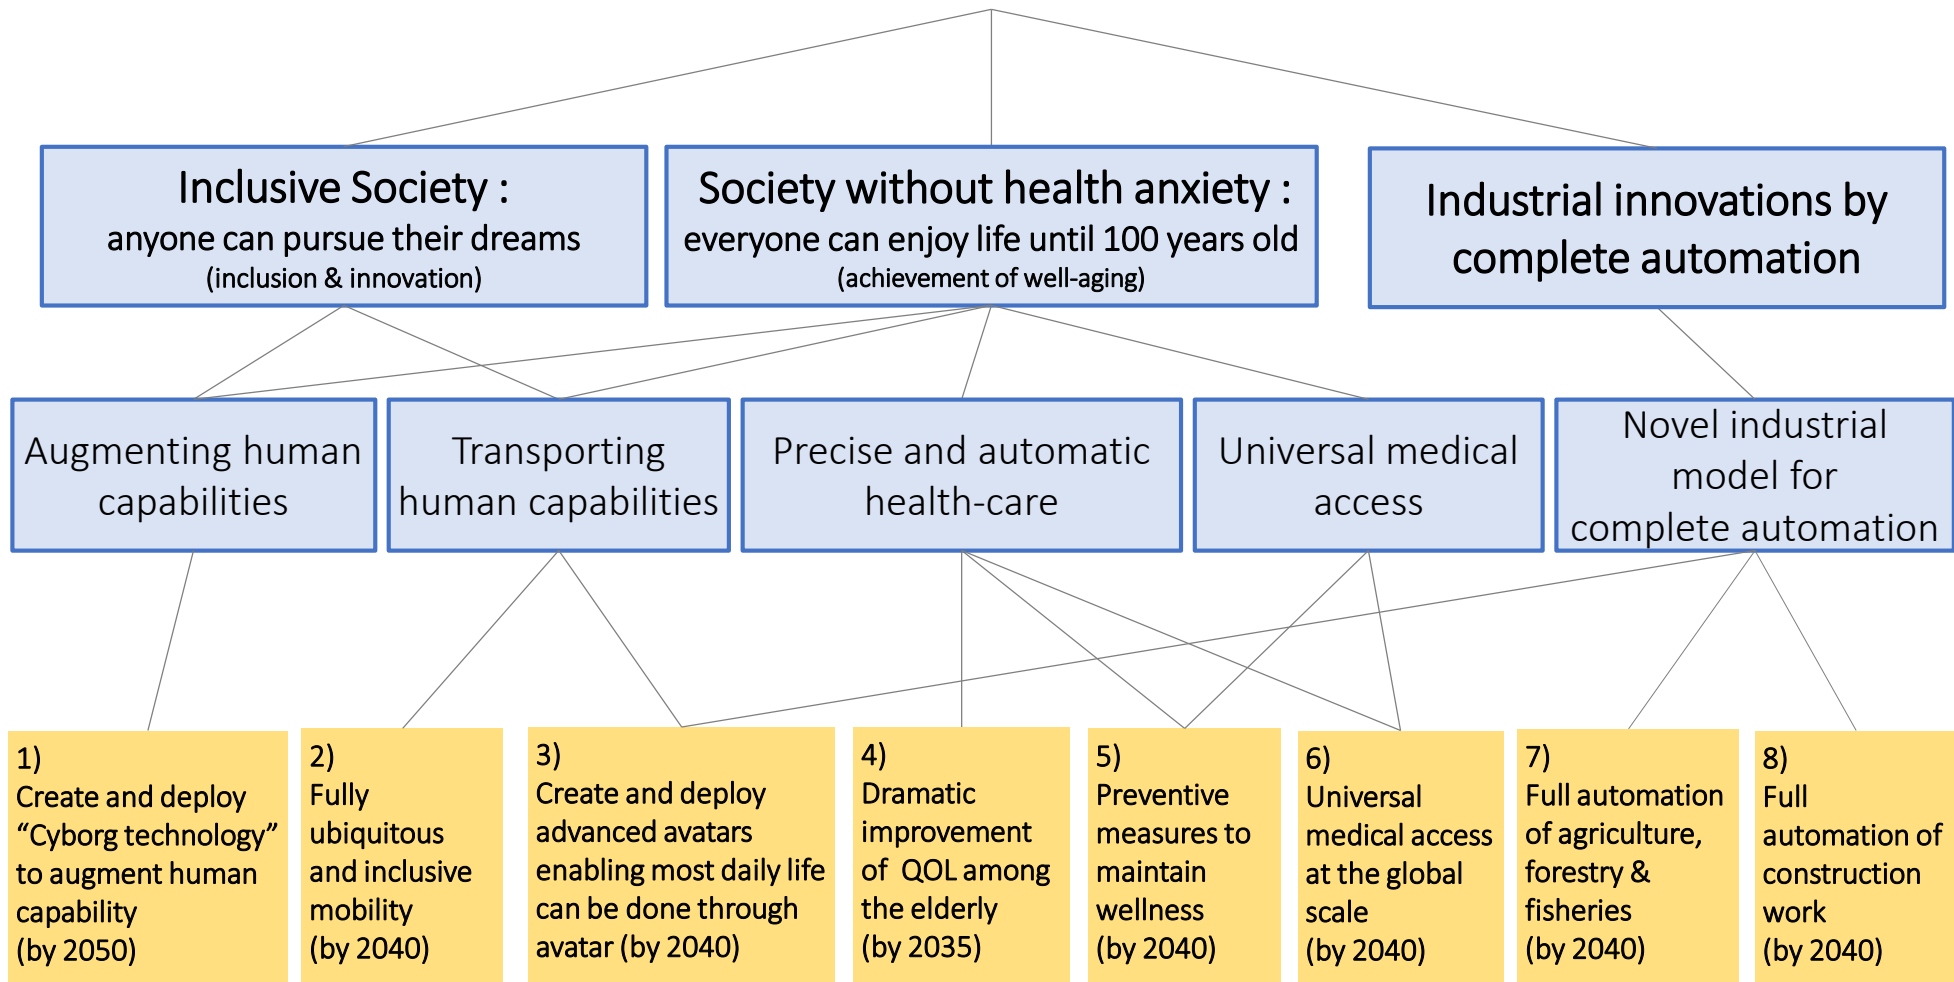 Inclusive Society :
anyone can pursue their dreams
(inclusion & innovation)
Society without health anxiety :
everyone can enjoy life until 100 years old
(achievement of well-aging)
Industrial innovations by
complete automation
Augmenting human
capabilities
Transporting
human capabilities
Precise and automatic
health-care
Universal medical
access
Novel industrial
model for
complete automation
1)
Create and deploy
“Cyborg technology”
to augment human
capability
(by 2050)
2)
Fully
ubiquitous
and inclusive
mobility
(by 2040)
3)
Create and deploy
advanced avatars
enabling most daily life
can be done through
avatar (by 2040)
4)
Dramatic
improvement
of QOL among
the elderly
(by 2035)
5)
Preventive
measures to
maintain
wellness
(by 2040)
6)
Universal
medical access
at the global
scale
(by 2040)
7)
Full automation
of agriculture,
forestry &
fisheries
(by 2040)
8)
Full
automation of
construction
work
(by 2040)